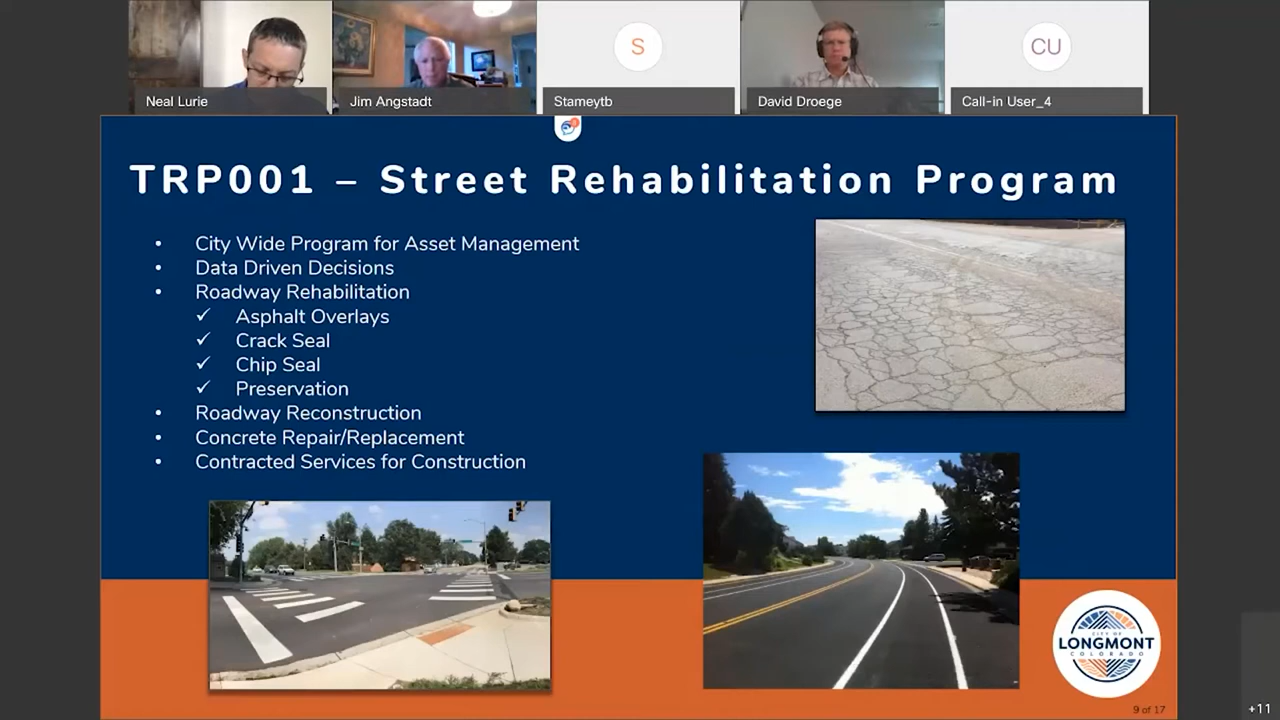 Neal Lurie
Jim Angstadt
S
Stameytb
David Droege
CU
Call-in User_4
TRP001 – Street Rehabilitation Program
• City Wide Program for Asset Management
• Data Driven Decisions
• Roadway Rehabilitation
✓ Asphalt Overlays
✓ Crack Seal
✓ Chip Seal
✓ Preservation
• Roadway Reconstruction
• Concrete Repair/Replacement
• Contracted Services for Construction
CITY OF
LONGMONT
COLORADO
9 of 17
+11